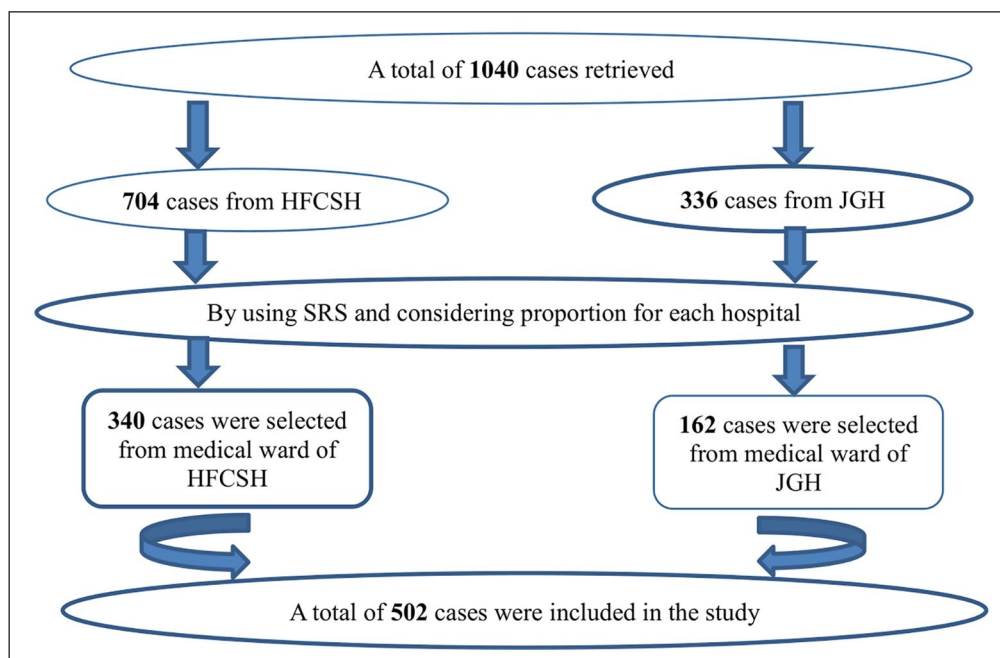 A total of 1040 cases retrieved
704 cases from HFCSH
336 cases from JGH
By using SRS and considering proportion for each hospital
340 cases were selected
from medical ward of
HFCSH
162 cases were selected
from medical ward of
JGH
A total of 502 cases were included in the study